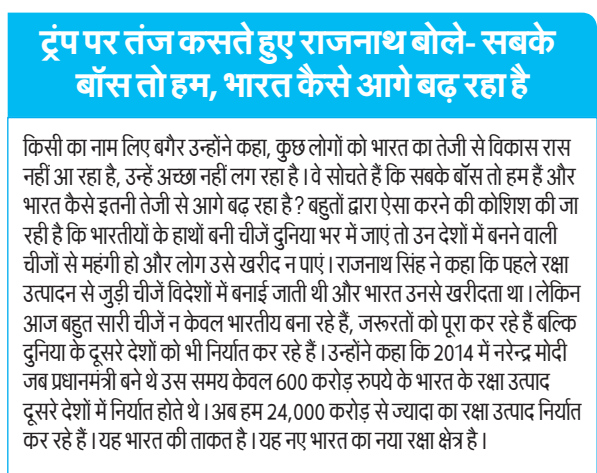 ट्रंप पर तंज कसते हुए राजनाथ बोले- सबके
बॉस तो हम, भारत कैसे आगे बढ़ रहा है
किसी का नाम लिए बगैर उन्होंने कहा, कुछ लोगों को भारत का तेजी से विकास रास
नहीं आ रहा है, उन्हें अच्छा नहीं लग रहा है। वे सोचते हैं कि सबके बॉस तो हम हैं और
भारत कैसे इतनी तेजी से आगे बढ़ रहा है? बहुतों द्वारा ऐसा करने की कोशिश की जा
रही है कि भारतीयों के हाथों बनी चीजें दुनिया भर में जाएं तो उन देशों में बनने वाली
चीजों से महंगी हो और लोग उसे खरीद न पाएं। राजनाथ सिंह ने कहा कि पहले रक्षा
उत्पादन से जुड़ी चीजें विदेशों में बनाई जाती थी और भारत उनसे खरीदता था। लेकिन
आज बहुत सारी चीजें न केवल भारतीय बना रहे हैं, जरूरतों को पूरा कर रहे हैं बल्कि
दुनिया के दूसरे देशों को भी निर्यात कर रहे हैं। उन्होंने कहा कि 2014 में नरेन्द्र मोदी
जब प्रधानमंत्री बने थे उस समय केवल 600 करोड़ रुपये के भारत के रक्षा उत्पाद
दूसरे देशों में निर्यात होते थे। अब हम 24,000 करोड़ से ज्यादा का रक्षा उत्पाद निर्यात
कर रहे हैं। यह भारत की ताकत है। यह नए भारत का नया रक्षा क्षेत्र है।